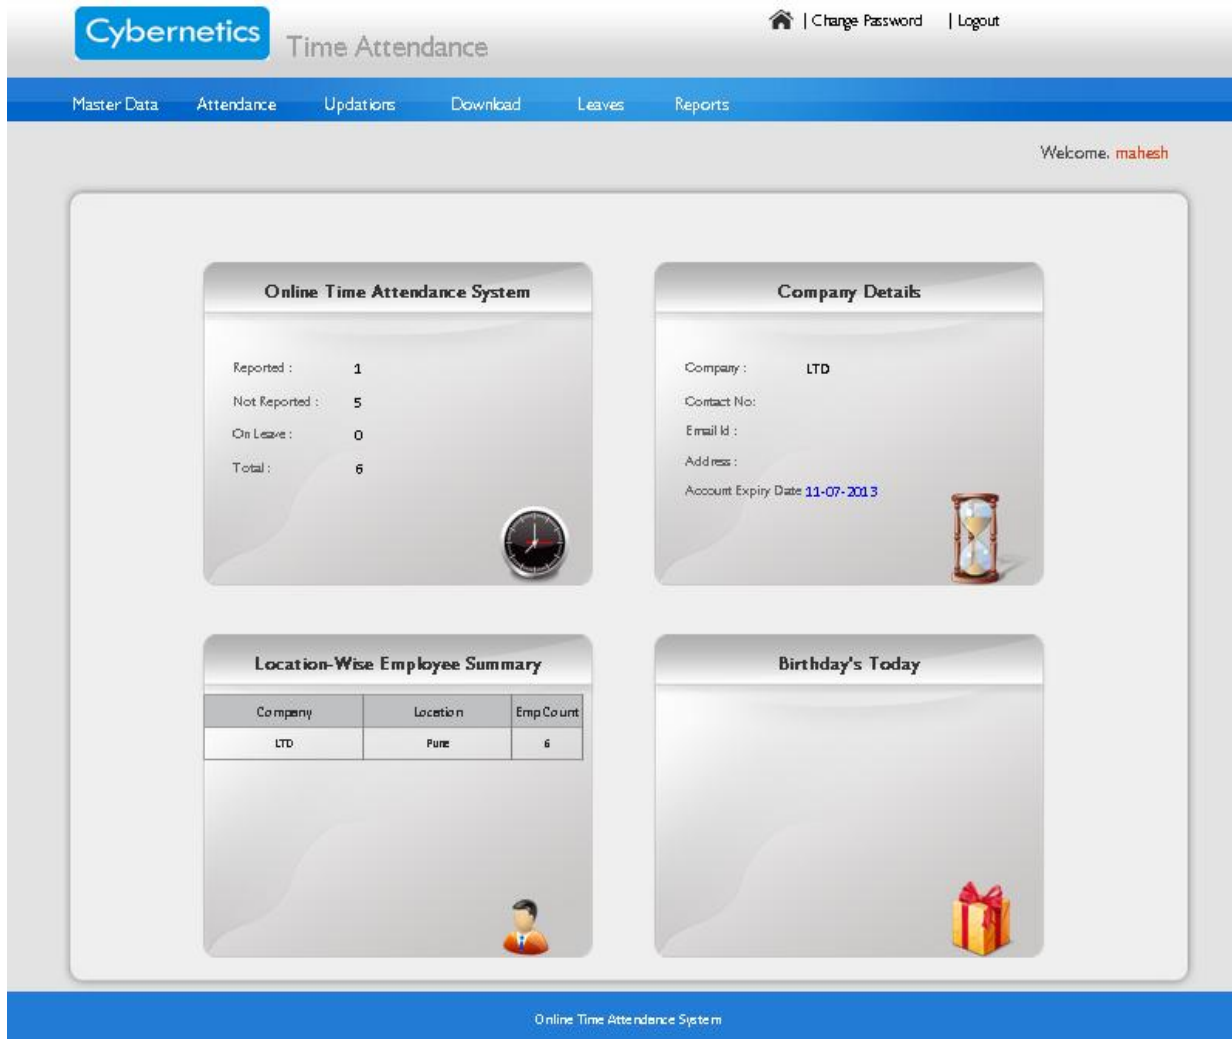 Cybernetics Time Attendance
| Change Password | Logout
Master Data Attendance Updations Download Leaves Reports
Welcome, mahesh
Online Time Attendance System
Reported : 1
Not Reported : 5
On Leave : 0
Total : 6
Company Details
Company : LTD
Contact No:
Email Id :
Address :
Account Expiry Date 11-07-2013
Location-Wise Employee Summary
Company Location EmpCount
LTD Pune 6
Birthday's Today
Online Time Attendance System